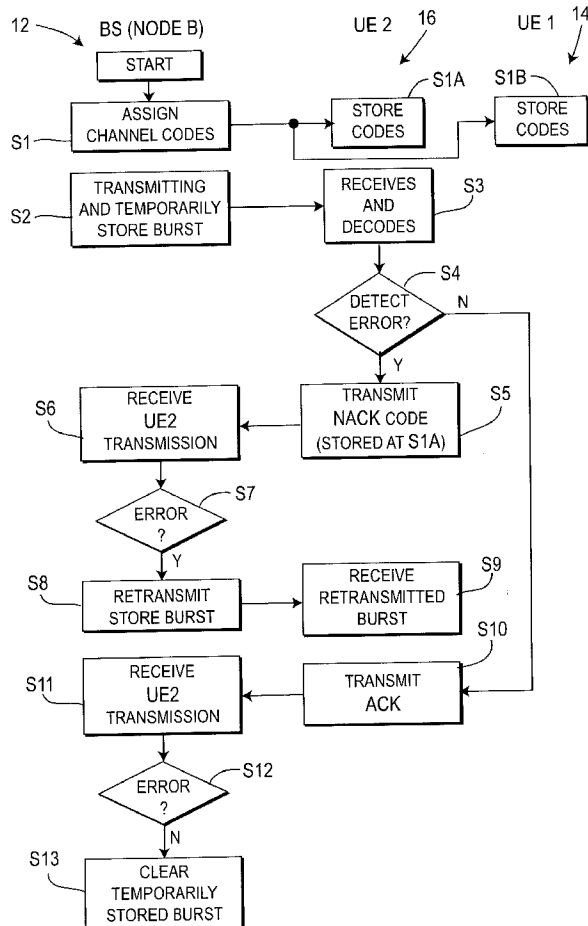 12
BS (NODE B)
UE 2
16
UE 1
14
START
S1
ASSIGN
CHANNEL CODES
S1A
STORE
CODES
S1B
STORE
CODES
S2
TRANSMITTING
AND TEMPORARILY
STORE BURST
RECEIVES
AND
DECODES
S3
S4
DETECT
ERROR?
N
Y
S6
RECEIVE
UE2
TRANSMISSION
TRANSMIT
NACK CODE
(STORED AT S1A)
S5
S7
ERROR
?
Y
S8
RETRANSMIT
STORE BURST
RECEIVE
RETRANSMITTED
BURST
S9
S10
S11
RECEIVE
UE2
TRANSMISSION
TRANSMIT
ACK
S12
ERROR
?
N
S13
CLEAR
TEMPORARILY
STORED BURST